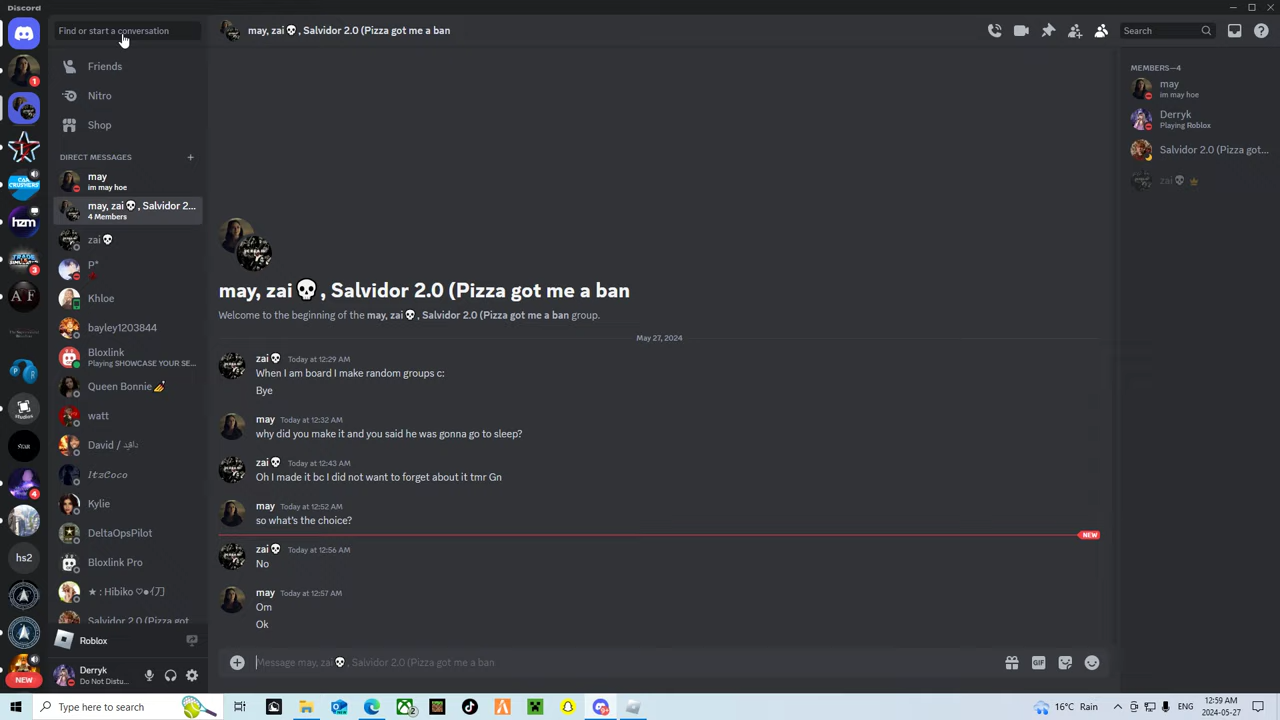 Discord
Find or start a conversation
Friends
Nitro
Shop
DIRECT MESSAGES
may
im may hoe
may, zai💀, Salvidor 2...
4 Members
zai💀
P*
Khloe
bayley1203844
Bloxlink
Playing SHOWCASE YOUR SE...
Queen Bonnie💅
watt
ItzCoco
Kylie
DeltaOpsPilot
Bloxlink Pro
Salvidor 2.0 (Pizza got
Roblox
Derryk
Do Not Distu...
1
3
4
hs2
NEW
may, zai💀, Salvidor 2.0 (Pizza got me a ban
Search
may, zai💀, Salvidor 2.0 (Pizza got me a ban
Welcome to the beginning of the may, zai💀, Salvidor 2.0 (Pizza got me a ban group.
May 27, 2024
zai💀 Today at 12:29 AM
When I am board I make random groups c:
Bye
may Today at 12:32 AM
why did you make it and you said he was gonna go to sleep?
zai💀 Today at 12:43 AM
Oh I made it bc I did not want to forget about it tmr Gn
may Today at 12:52 AM
so what's the choice?
NEW
zai💀 Today at 12:56 AM
No
may Today at 12:57 AM
Om
Ok
Message may, zai💀, Salvidor 2.0 (Pizza got me a ban
GIF
MEMBERS—4
may
im may hoe
Derryk
Playing Roblox
Salvidor 2.0 (Pizza got...
zai💀
Type here to search
16°C Rain
12:59 AM
2024-05-27